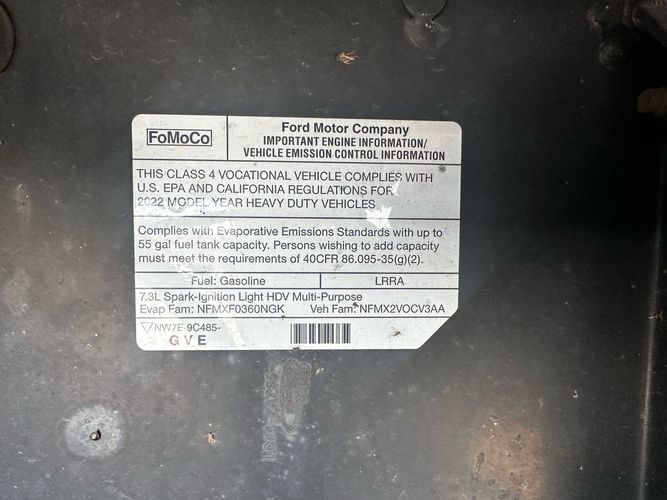 FoMoCo
Ford Motor Company
IMPORTANT ENGINE INFORMATION/
VEHICLE EMISSION CONTROL INFORMATION
THIS CLASS 4 VOCATIONAL VEHICLE COMPLIES WITH
U.S. EPA AND CALIFORNIA REGULATIONS FOR
2022 MODEL YEAR HEAVY DUTY VEHICLES
Complies with Evaporative Emissions Standards with up to
55 gal fuel tank capacity. Persons wishing to add capacity
must meet the requirements of 40CFR 86.095-35(g)(2).
Fuel: Gasoline
LRRA
7.3L Spark-Ignition Light HDV Multi-Purpose
Evap Fam: NFMXF0360NGK Veh Fam: NFMX2VOCV3AA
NW7E-9C485-
G V E